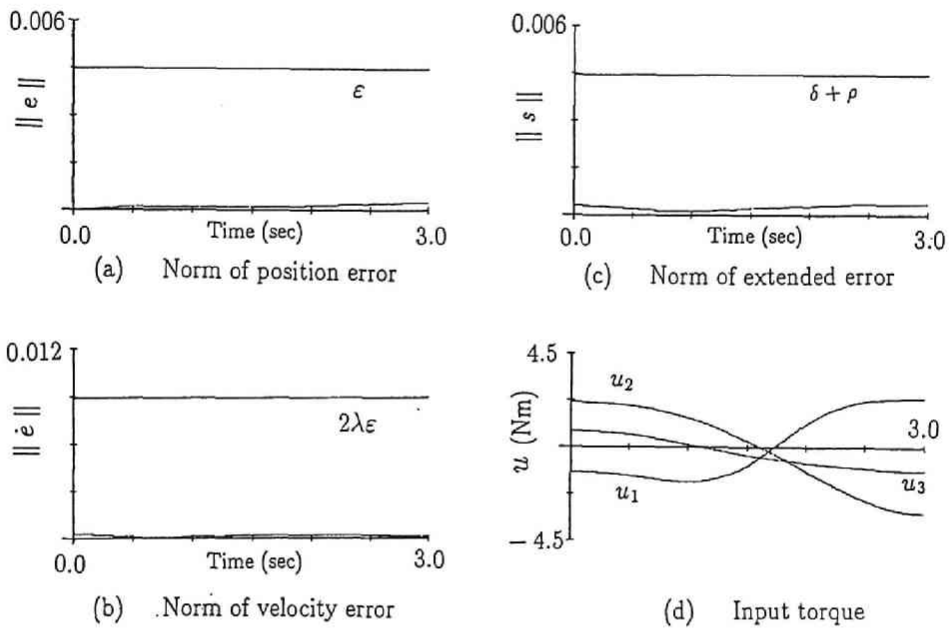 0.006
‖ e ‖
ε
0.0
Time (sec)
3.0
(a) Norm of position error
0.006
‖ s ‖
δ + ρ
0.0
Time (sec)
3.0
(c) Norm of extended error
0.012
‖ ė ‖
2λε
0.0
Time (sec)
3.0
(b) .Norm of velocity error
4.5
u (Nm)
u₂
3.0
u₁
u₃
−4.5
(d) Input torque